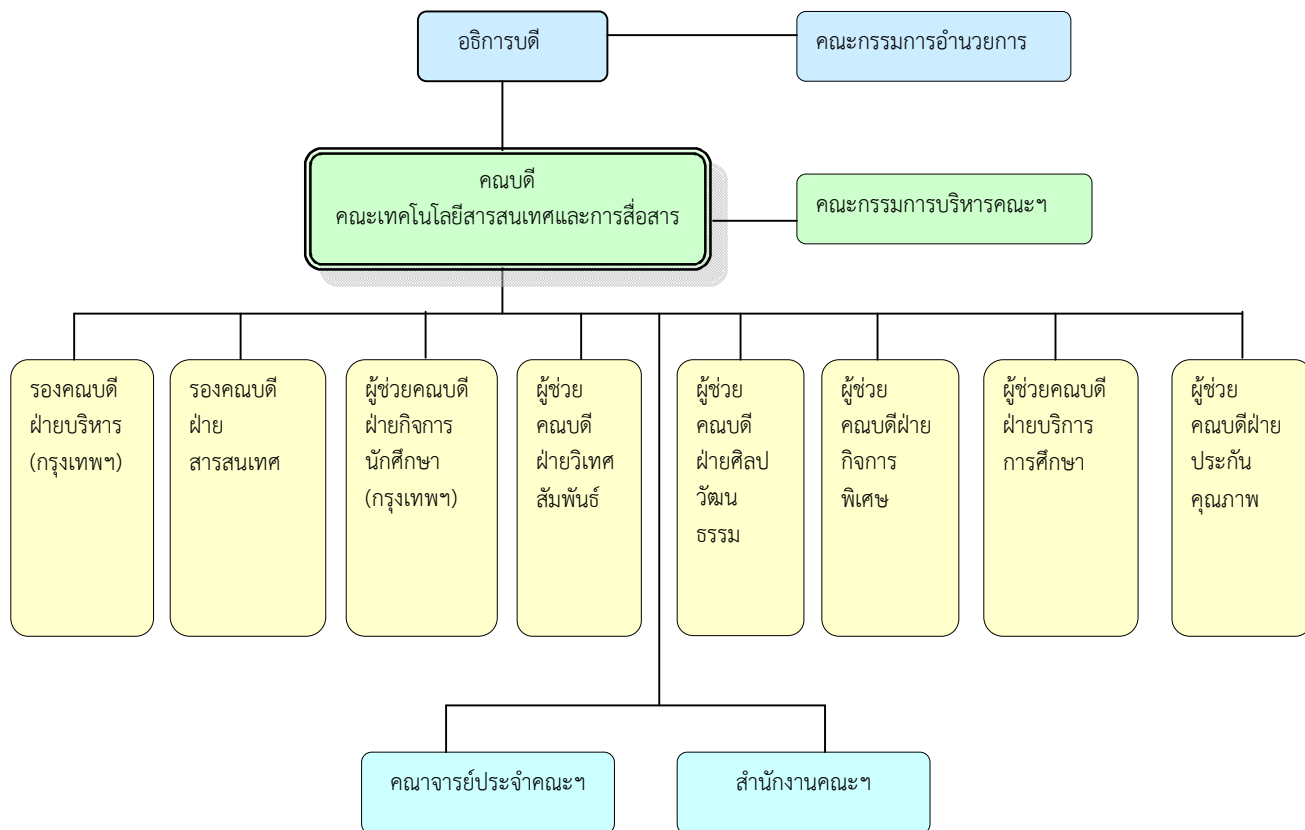 อธิการบดี
คณะกรรมการอำนวยการ
คณบดี
คณะเทคโนโลยีสารสนเทศและการสื่อสาร
คณะกรรมการบริหารคณะฯ
รองคณบดี
ฝ่ายบริหาร
(กรุงเทพฯ)
รองคณบดี
ฝ่าย
สารสนเทศ
ผู้ช่วยคณบดี
ฝ่ายกิจการ
นักศึกษา
(กรุงเทพฯ)
ผู้ช่วย
คณบดี
ฝ่ายวิเทศ
สัมพันธ์
ผู้ช่วย
คณบดี
ฝ่ายศิลป
วัฒน
ธรรม
ผู้ช่วย
คณบดีฝ่าย
กิจการ
พิเศษ
ผู้ช่วยคณบดี
ฝ่ายบริการ
การศึกษา
ผู้ช่วย
คณบดีฝ่าย
ประกัน
คุณภาพ
คณาจารย์ประจำคณะฯ
สำนักงานคณะฯ